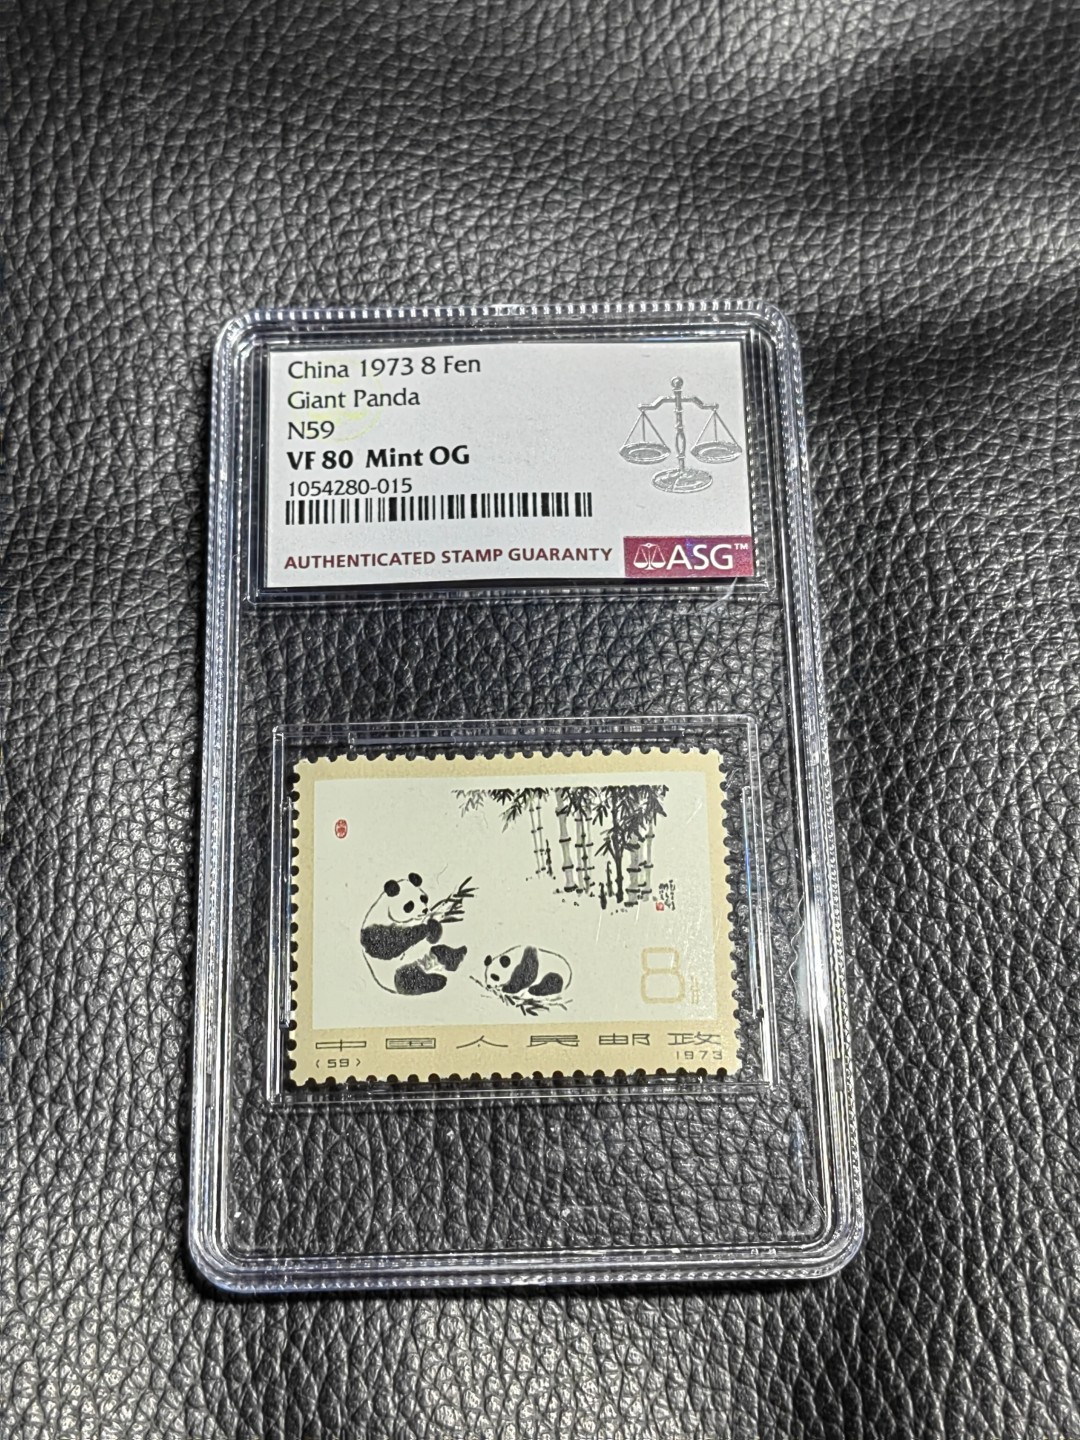 China 1973 8 Fen
Giant Panda
N59
VF 80 Mint OG
1054280-015
AUTHENTICATED STAMP GUARANTY
ASG™
8分
中国人民邮政
(59)
1973